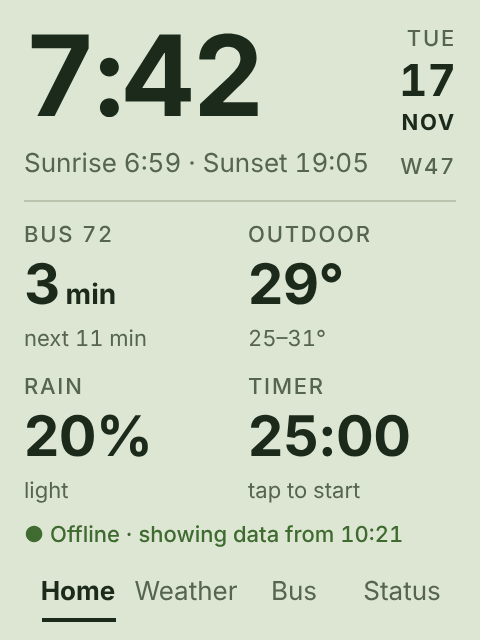 7:42
TUE
17
NOV
W47
Sunrise 6:59 · Sunset 19:05
BUS 72
3 min
next 11 min
OUTDOOR
29°
25–31°
RAIN
20%
light
TIMER
25:00
tap to start
Offline · showing data from 10:21
Home Weather Bus Status